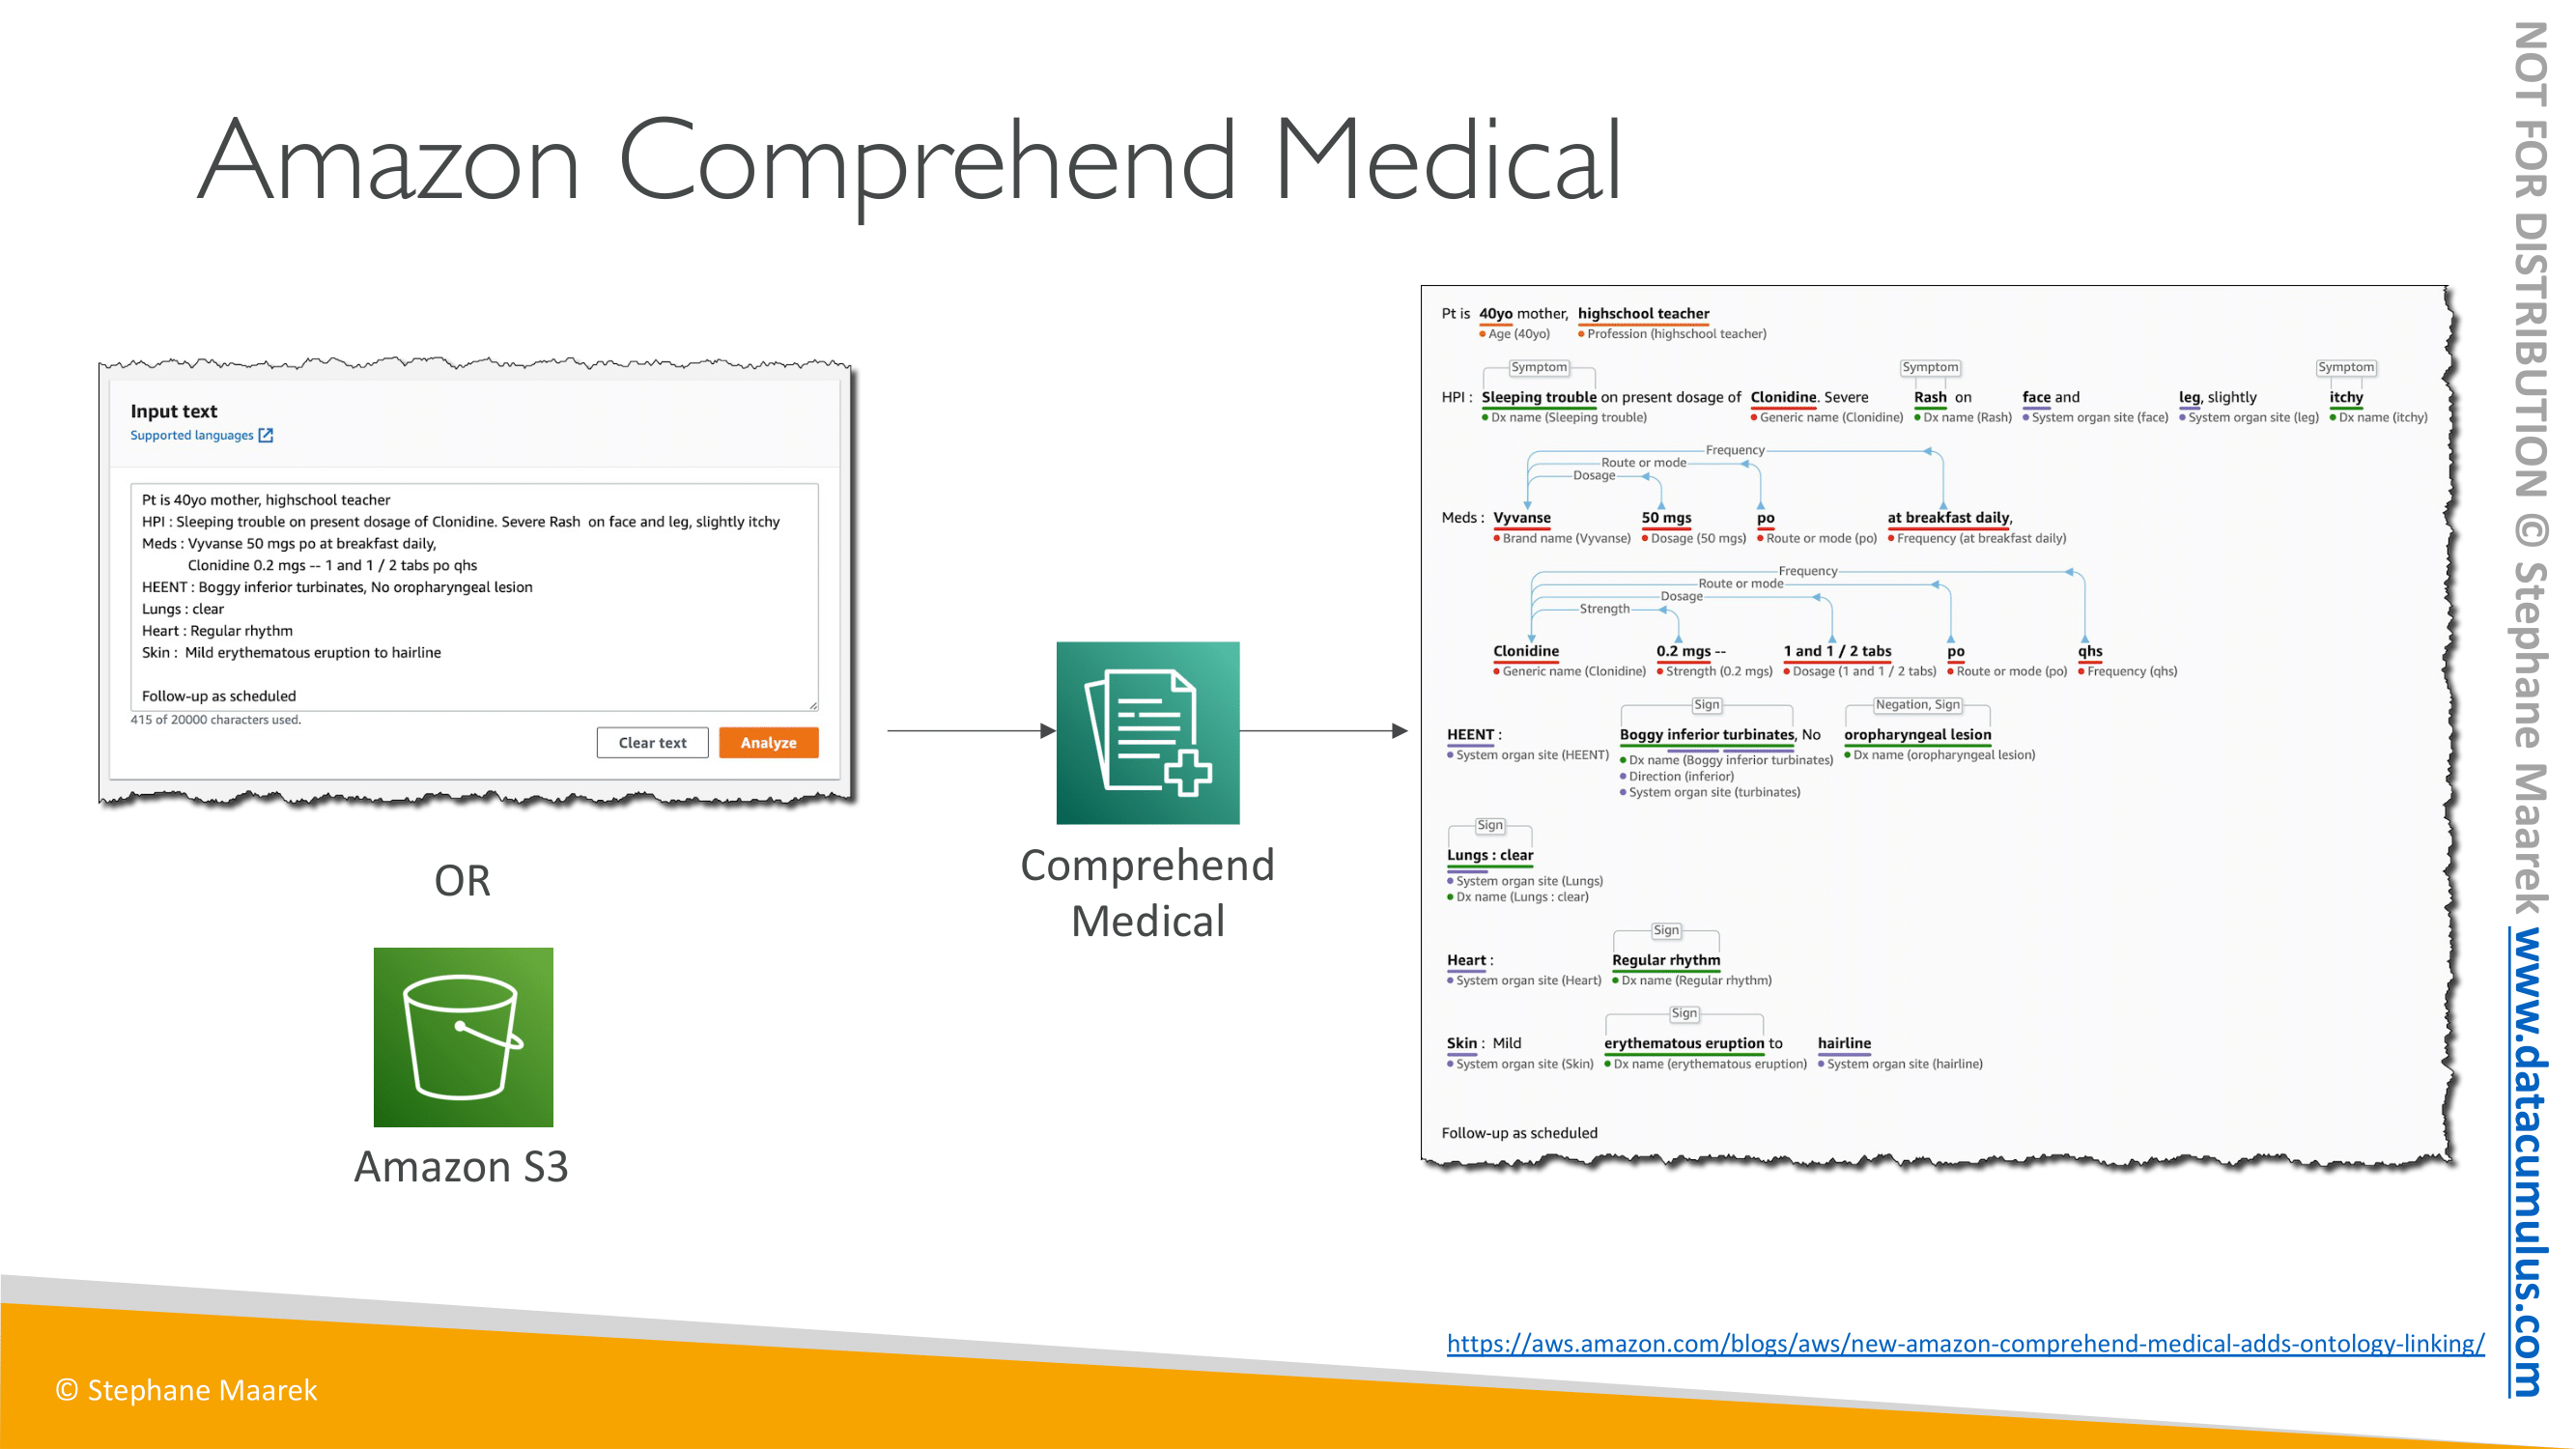 Amazon Comprehend Medical
Input text
Supported languages
Pt is 40yo mother, highschool teacher
HPI : Sleeping trouble on present dosage of Clonidine. Severe Rash  on face and leg, slightly itchy
Meds : Vyvanse 50 mgs po at breakfast daily,
Clonidine 0.2 mgs -- 1 and 1 / 2 tabs po qhs
HEENT : Boggy inferior turbinates, No oropharyngeal lesion
Lungs : clear
Heart : Regular rhythm
Skin :  Mild erythematous eruption to hairline
Follow-up as scheduled
415 of 20000 characters used.
Clear text Analyze
OR
Amazon S3
Comprehend
Medical
Pt is 40yo mother, highschool teacher
Age (40yo) Profession (highschool teacher)
Symptom Symptom Symptom
HPI : Sleeping trouble on present dosage of Clonidine. Severe Rash on face and leg, slightly itchy
Dx name (Sleeping trouble) Generic name (Clonidine) Dx name (Rash) System organ site (face) System organ site (leg) Dx name (itchy)
Frequency
Route or mode
Dosage
Meds : Vyvanse 50 mgs po at breakfast daily,
Brand name (Vyvanse) Dosage (50 mgs) Route or mode (po) Frequency (at breakfast daily)
Frequency
Route or mode
Dosage
Strength
Clonidine 0.2 mgs -- 1 and 1 / 2 tabs po qhs
Generic name (Clonidine) Strength (0.2 mgs) Dosage (1 and 1 / 2 tabs) Route or mode (po) Frequency (qhs)
Sign Negation, Sign
HEENT : Boggy inferior turbinates, No oropharyngeal lesion
System organ site (HEENT) Dx name (Boggy inferior turbinates) Dx name (oropharyngeal lesion)
Direction (inferior)
System organ site (turbinates)
Sign
Lungs : clear
System organ site (Lungs)
Dx name (Lungs : clear)
Sign
Heart : Regular rhythm
System organ site (Heart) Dx name (Regular rhythm)
Sign
Skin : Mild erythematous eruption to hairline
System organ site (Skin) Dx name (erythematous eruption) System organ site (hairline)
Follow-up as scheduled
https://aws.amazon.com/blogs/aws/new-amazon-comprehend-medical-adds-ontology-linking/
© Stephane Maarek
NOT FOR DISTRIBUTION © Stephane Maarek www.datacumulus.com